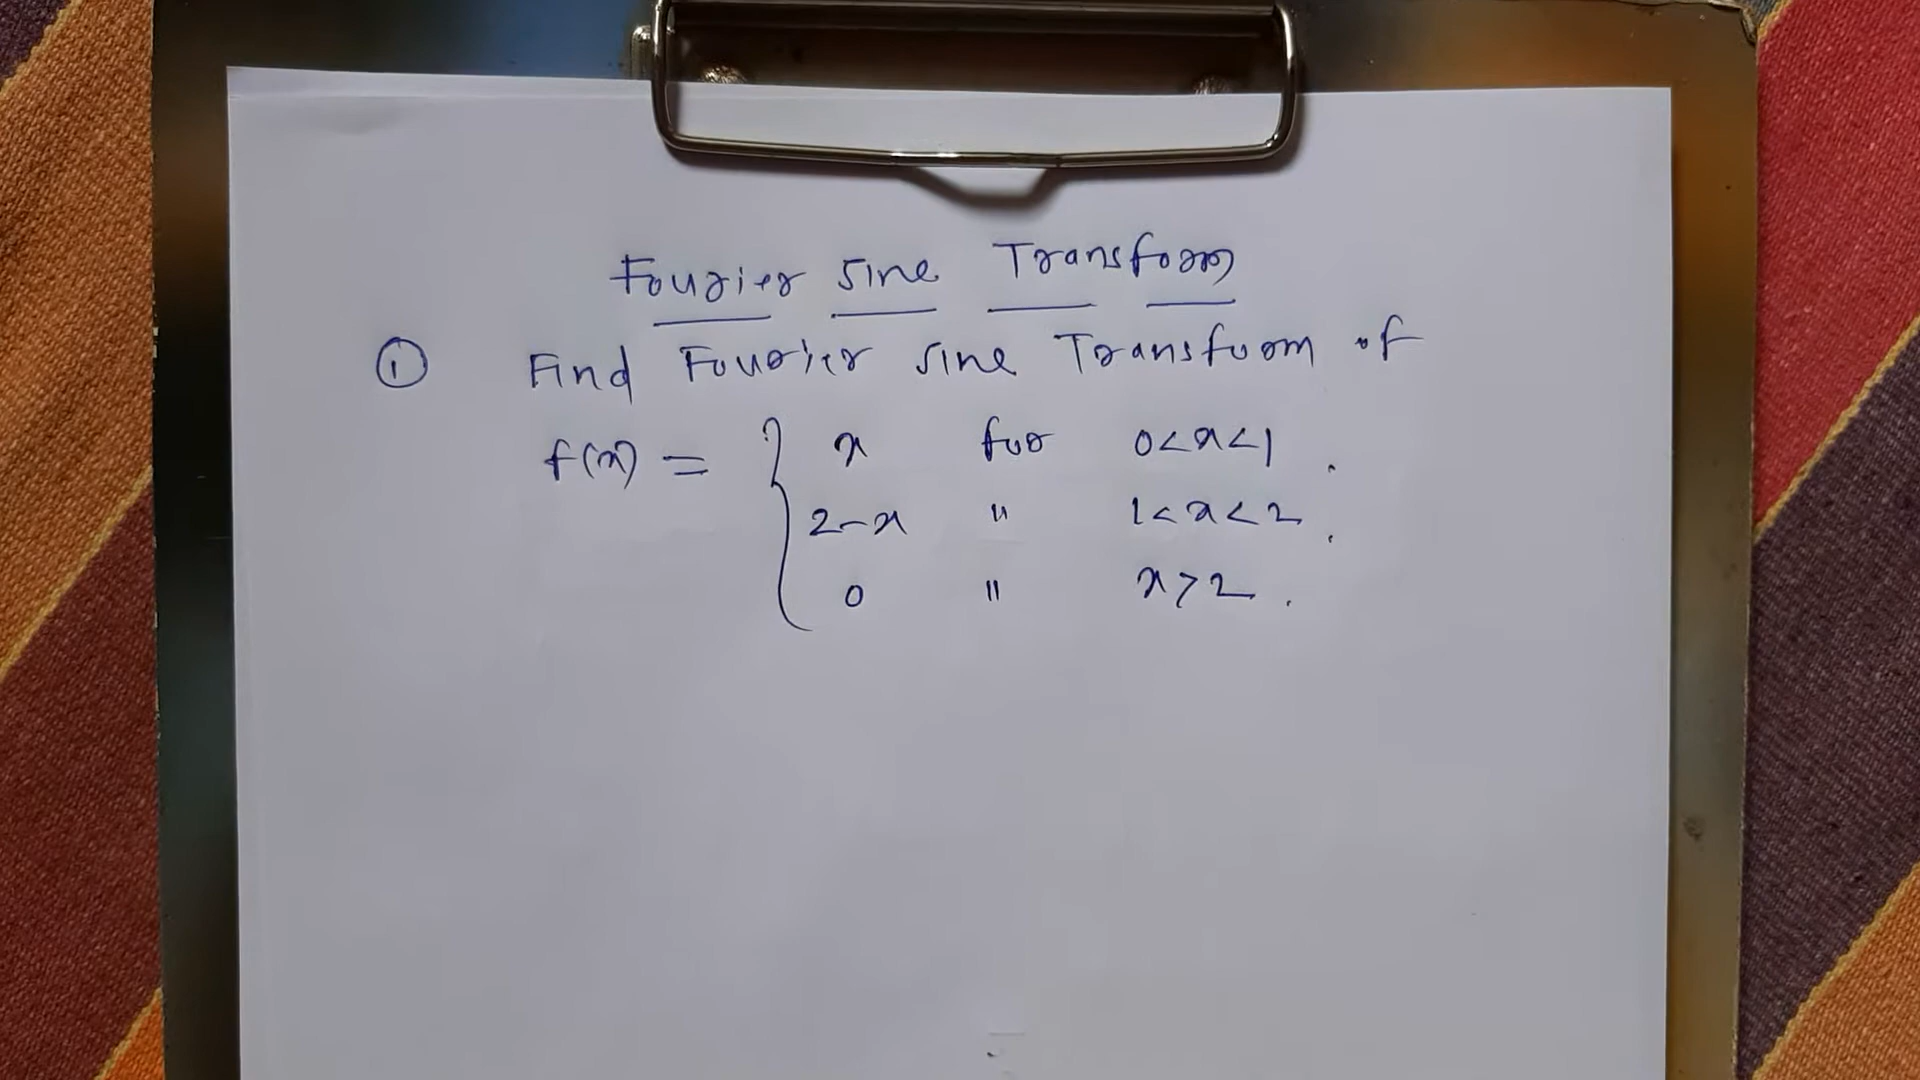 Fourier Sine Transform
① Find Fourier Sine Transform of
f(x) = { x for 0<x<1 .
2-x " 1<x<2 .
0 " x>2 .